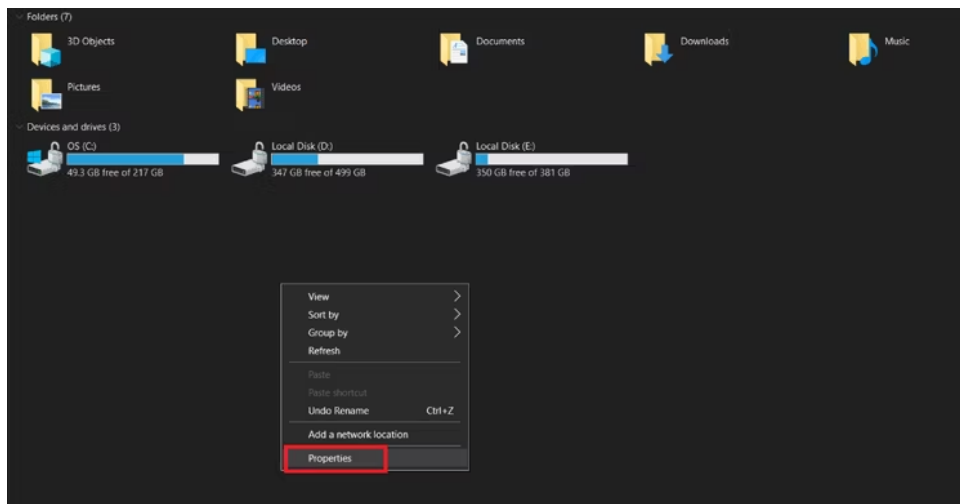 Folders (7)
3D Objects
Desktop
Documents
Downloads
Music
Pictures
Videos
Devices and drives (3)
OS (C:)
49.3 GB free of 217 GB
Local Disk (D:)
347 GB free of 499 GB
Local Disk (E:)
350 GB free of 381 GB
View
Sort by
Group by
Refresh
Paste
Paste shortcut
Undo Rename Ctrl+Z
Add a network location
Properties